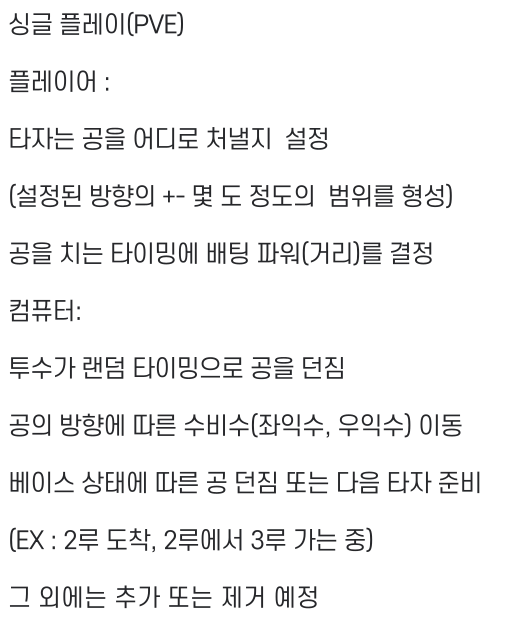 싱글 플레이(PVE)
플레이어 :
타자는 공을 어디로 처낼지  설정
(설정된 방향의 +- 몇 도 정도의  범위를 형성)
공을 치는 타이밍에 배팅 파워(거리)를 결정
컴퓨터:
투수가 랜덤 타이밍으로 공을 던짐
공의 방향에 따른 수비수(좌익수, 우익수) 이동
베이스 상태에 따른 공 던짐 또는 다음 타자 준비
(EX : 2루 도착, 2루에서 3루 가는 중)
그 외에는 추가 또는 제거 예정